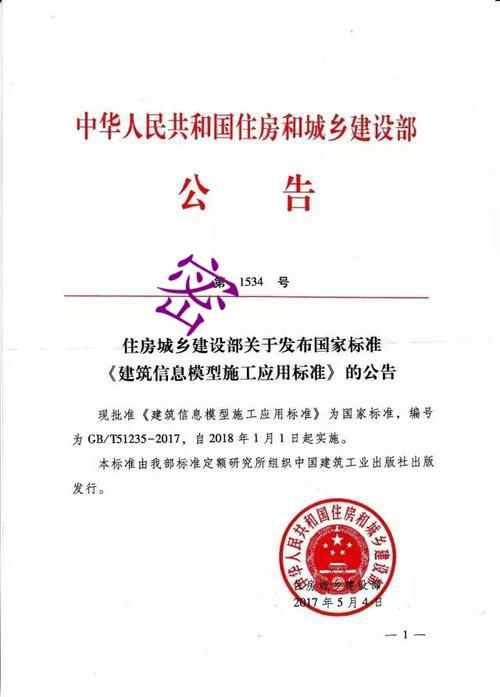 中华人民共和国住房和城乡建设部
公 告
密
第 1534 号
住房城乡建设部关于发布国家标准
《建筑信息模型施工应用标准》的公告
现批准《建筑信息模型施工应用标准》为国家标准，编号
为 GB/T51235-2017，自 2018 年 1 月 1 日起实施。
本标准由我部标准定额研究所组织中国建筑工业出版社出版
发行。
中华人民共和国住房和城乡建设部
住房城乡建设部
2017 年 5 月 4 日
— 1 —